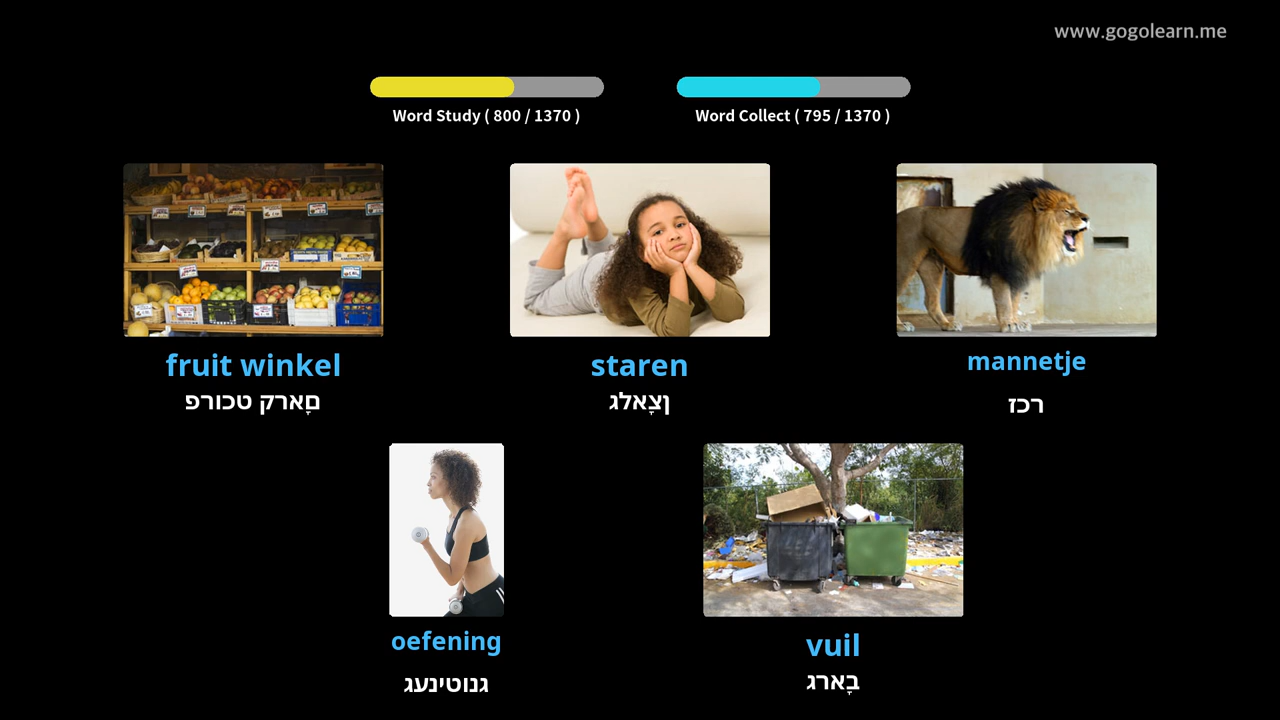 www.gogolearn.me
Word Study ( 800 / 1370 )
Word Collect ( 795 / 1370 )
fruit winkel
פרוכט קראָם
staren
גלאָצן
mannetje
זכר
oefening
געניטונג
vuil
גראָב